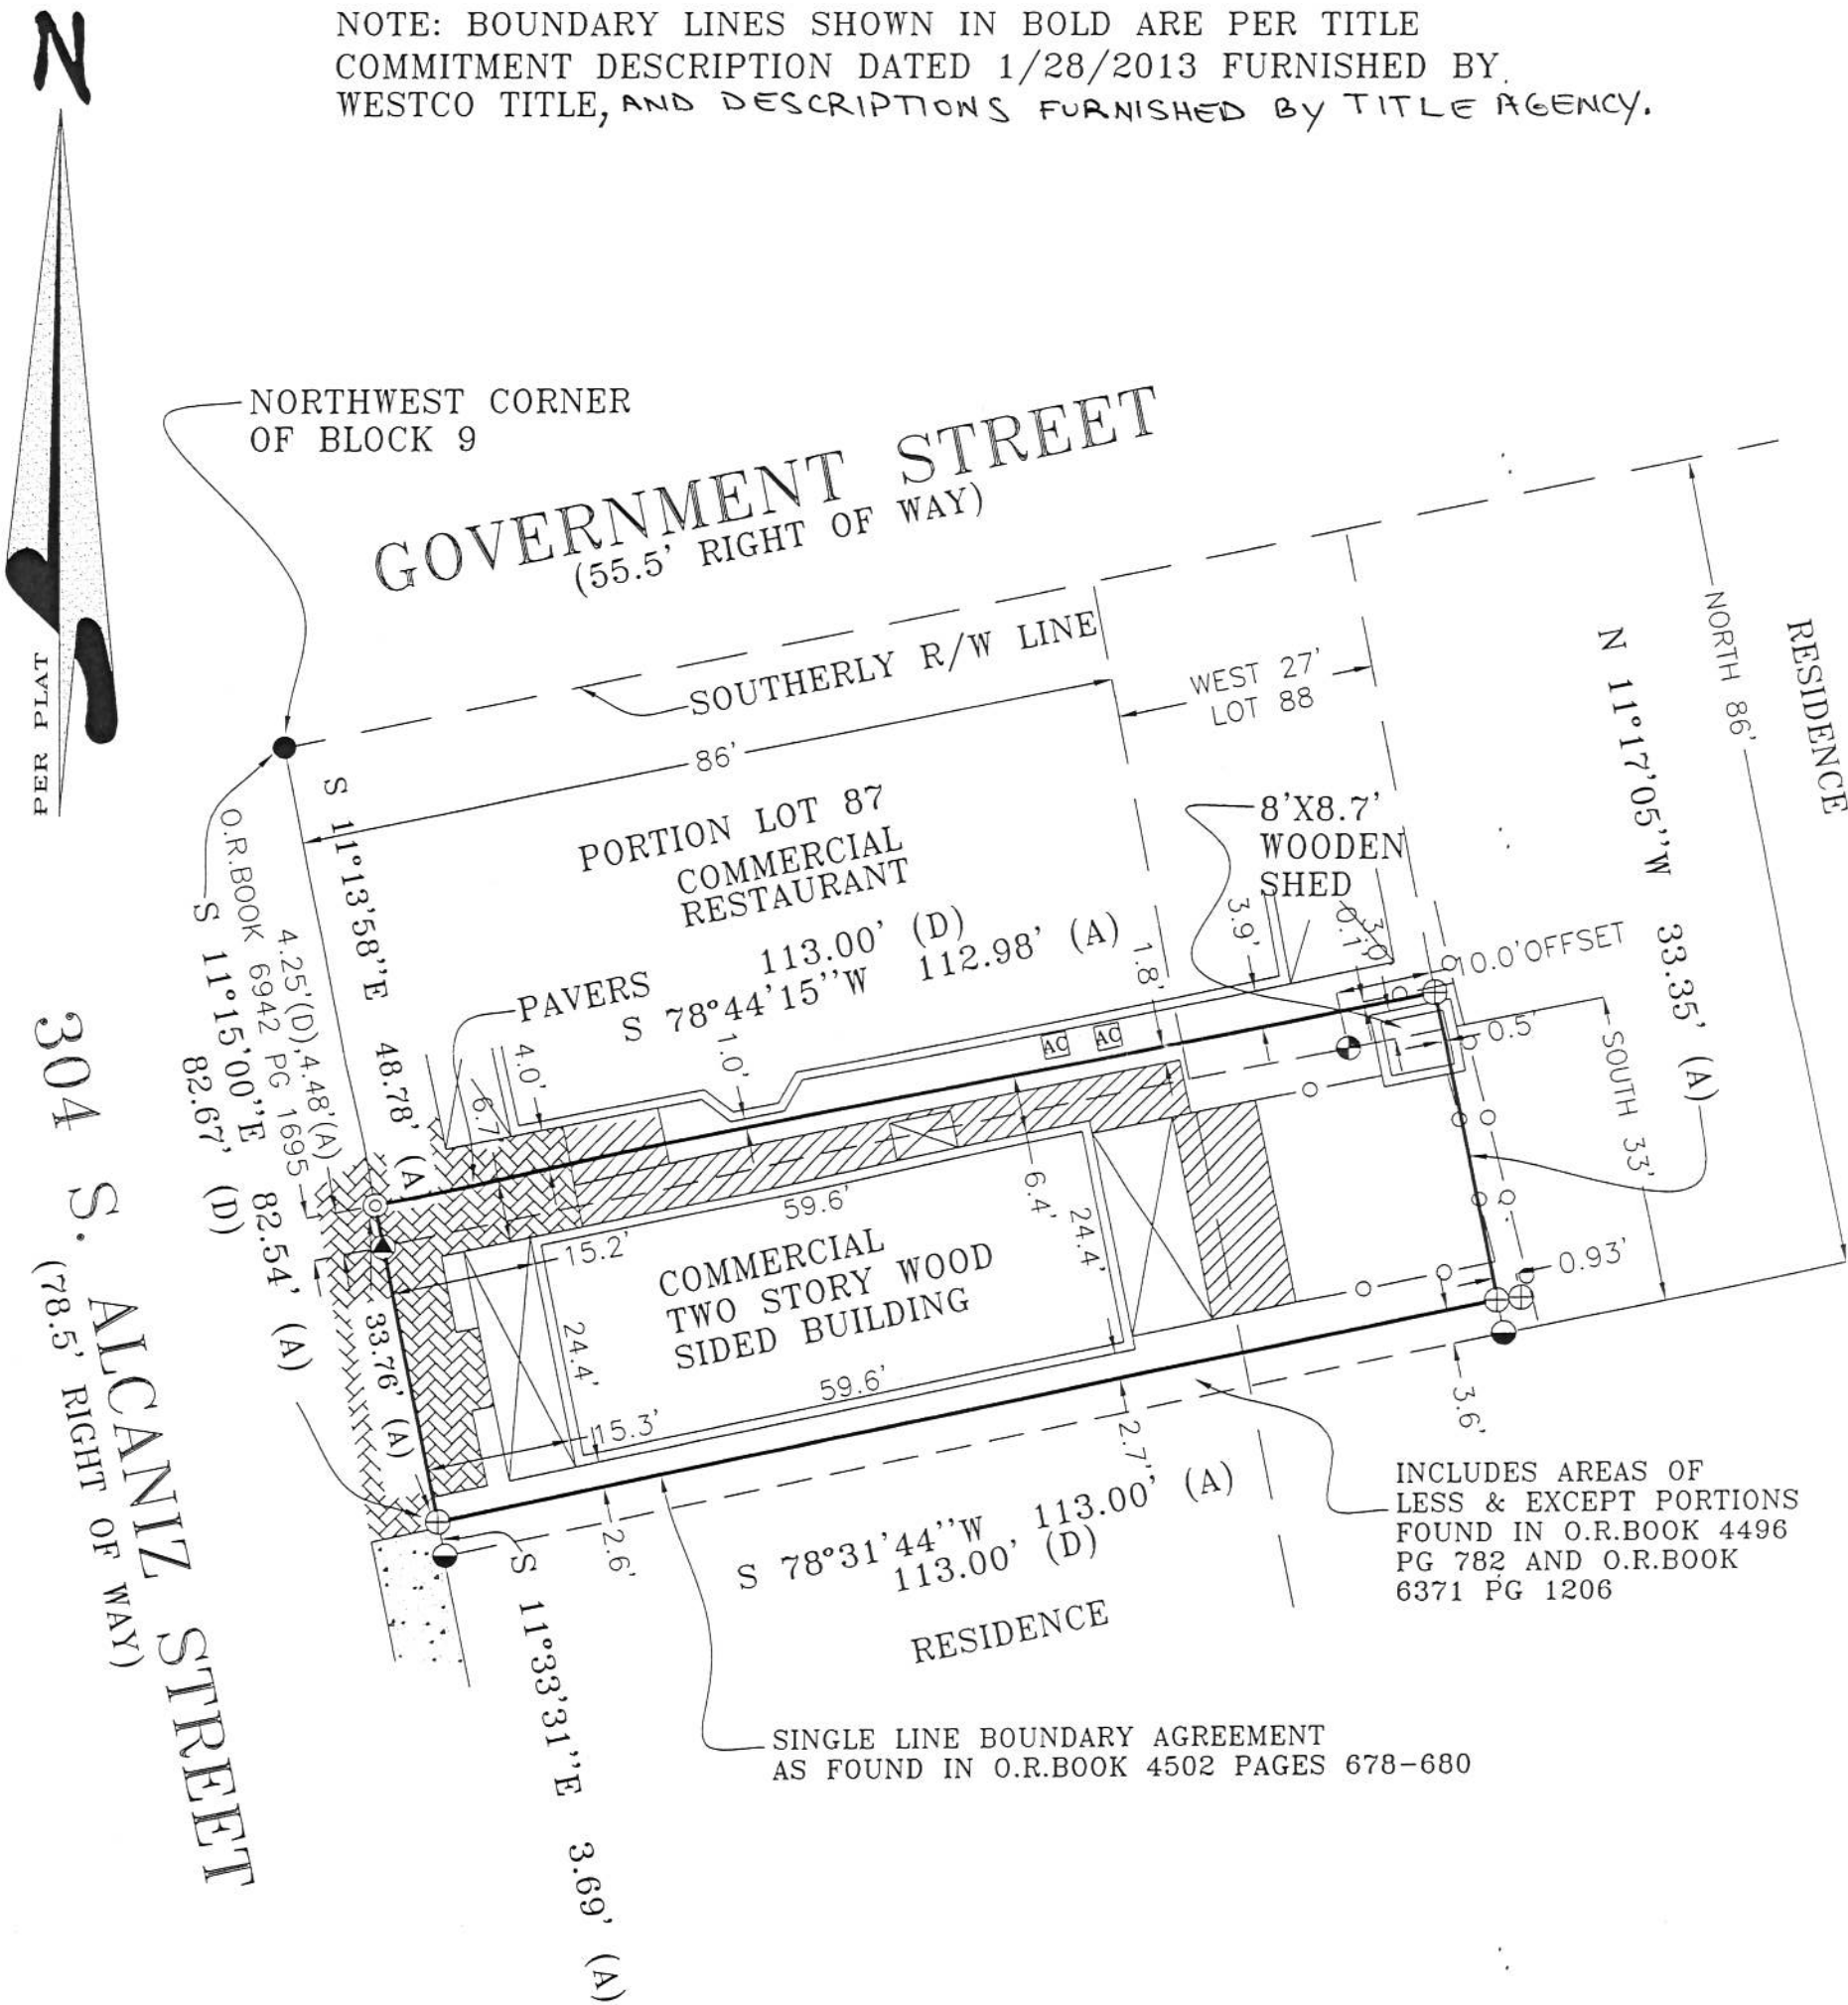 N
NOTE: BOUNDARY LINES SHOWN IN BOLD ARE PER TITLE
COMMITMENT DESCRIPTION DATED 1/28/2013 FURNISHED BY
WESTCO TITLE, AND DESCRIPTIONS FURNISHED BY TITLE AGENCY.
PER PLAT
NORTHWEST CORNER
OF BLOCK 9
GOVERNMENT STREET
(55.5' RIGHT OF WAY)
SOUTHERLY R/W LINE
WEST 27'
LOT 88
86'
NORTH 86'
RESIDENCE
N 11°17'05''W 33.35' (A)
PORTION LOT 87
COMMERCIAL
RESTAURANT
8'X8.7'
WOODEN
SHED
113.00' (D)
S 78°44'15''W 112.98' (A)
PAVERS
S 11°13'58''E 48.78' (A)
4.25'(D),4.48'(A)
O.R.BOOK 6942 PG 1695
S 11°15'00''E 82.54' (A)
82.67' (D)
4.0'
6.7'
1.0'
1.8'
3.9'
0.1'
10.0'OFFSET
0.5'
SOUTH 33'
AC
AC
6.4'
59.6'
24.4'
15.2'
COMMERCIAL
TWO STORY WOOD
SIDED BUILDING
24.4'
59.6'
15.3'
33.76' (A)
0.93'
3.6'
2.7'
2.6'
304 S. ALCANIZ STREET
(78.5' RIGHT OF WAY)
S 78°31'44''W 113.00' (A)
113.00' (D)
RESIDENCE
INCLUDES AREAS OF
LESS & EXCEPT PORTIONS
FOUND IN O.R.BOOK 4496
PG 782 AND O.R.BOOK
6371 PG 1206
S 11°33'31''E 3.69' (A)
SINGLE LINE BOUNDARY AGREEMENT
AS FOUND IN O.R.BOOK 4502 PAGES 678-680